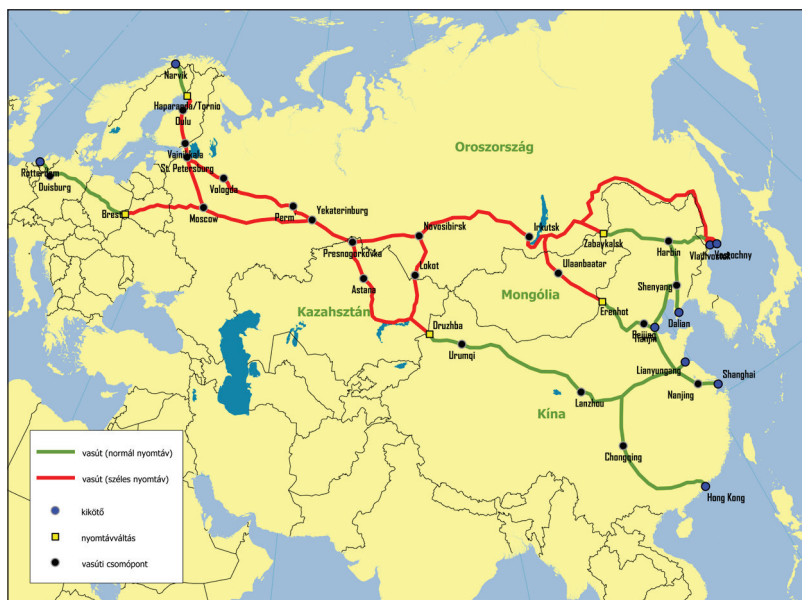 Narvik
Haparanda/Tornio
Oulu
Vainikkala
St. Petersburg
Oroszország
Rotterdam
Duisburg
Vologda
Brest
Moscow
Perm
Yekaterinburg
Novosibirsk
Irkutsk
Presnogorkovka
Zabaykalsk
Harbin
Vladivostok
Vostochny
Lokot
Ulaanbaatar
Astana
Shenyang
Mongólia
Kazahsztán
Erenhot
Druzhba
Dalian
Beijing
Tianjin
Urumqi
Lianyungang
Shanghai
Lanzhou
Nanjing
Kína
Chongqing
Hong Kong
vasút (normál nyomtáv)
vasút (széles nyomtáv)
kikötő
nyomtávváltás
vasúti csomópont